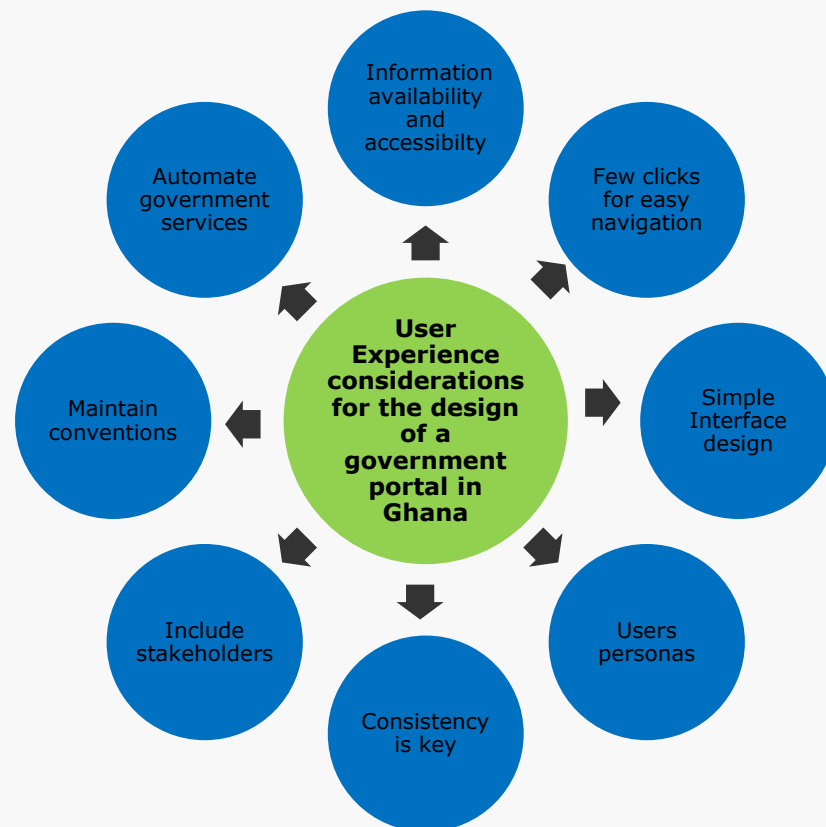 Information
availability
and
accessibilty
Few clicks
for easy
navigation
Simple
Interface
design
Users
personas
Consistency
is key
Include
stakeholders
Maintain
conventions
Automate
government
services
User
Experience
considerations
for the design
of a
government
portal in
Ghana